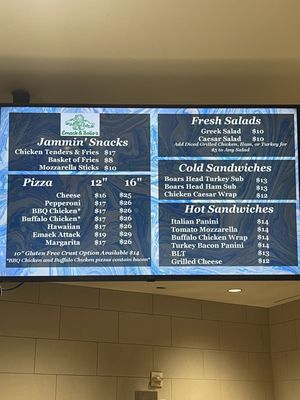 Emack & Bolio's
Jammin' Snacks
Chicken Tenders & Fries $17
Basket of Fries $8
Mozzarella Sticks $10
Pizza 12" 16"
Cheese $16 $25
Pepperoni $17 $26
BBQ Chicken* $17 $26
Buffalo Chicken* $17 $26
Hawaiian $17 $26
Emack Attack $19 $29
Margarita $17 $26
10" Gluten Free Crust Option Available $14
*BBQ Chicken and Buffalo Chicken pizzas contain bacon*
Fresh Salads
Greek Salad $10
Caesar Salad $10
Add Diced Grilled Chicken, Ham, or Turkey for
$5 to Any Salad
Cold Sandwiches
Boars Head Turkey Sub $13
Boars Head Ham Sub $13
Chicken Caesar Wrap $12
Hot Sandwiches
Italian Panini $14
Tomato Mozzarella $14
Buffalo Chicken Wrap $14
Turkey Bacon Panini $14
BLT $13
Grilled Cheese $12